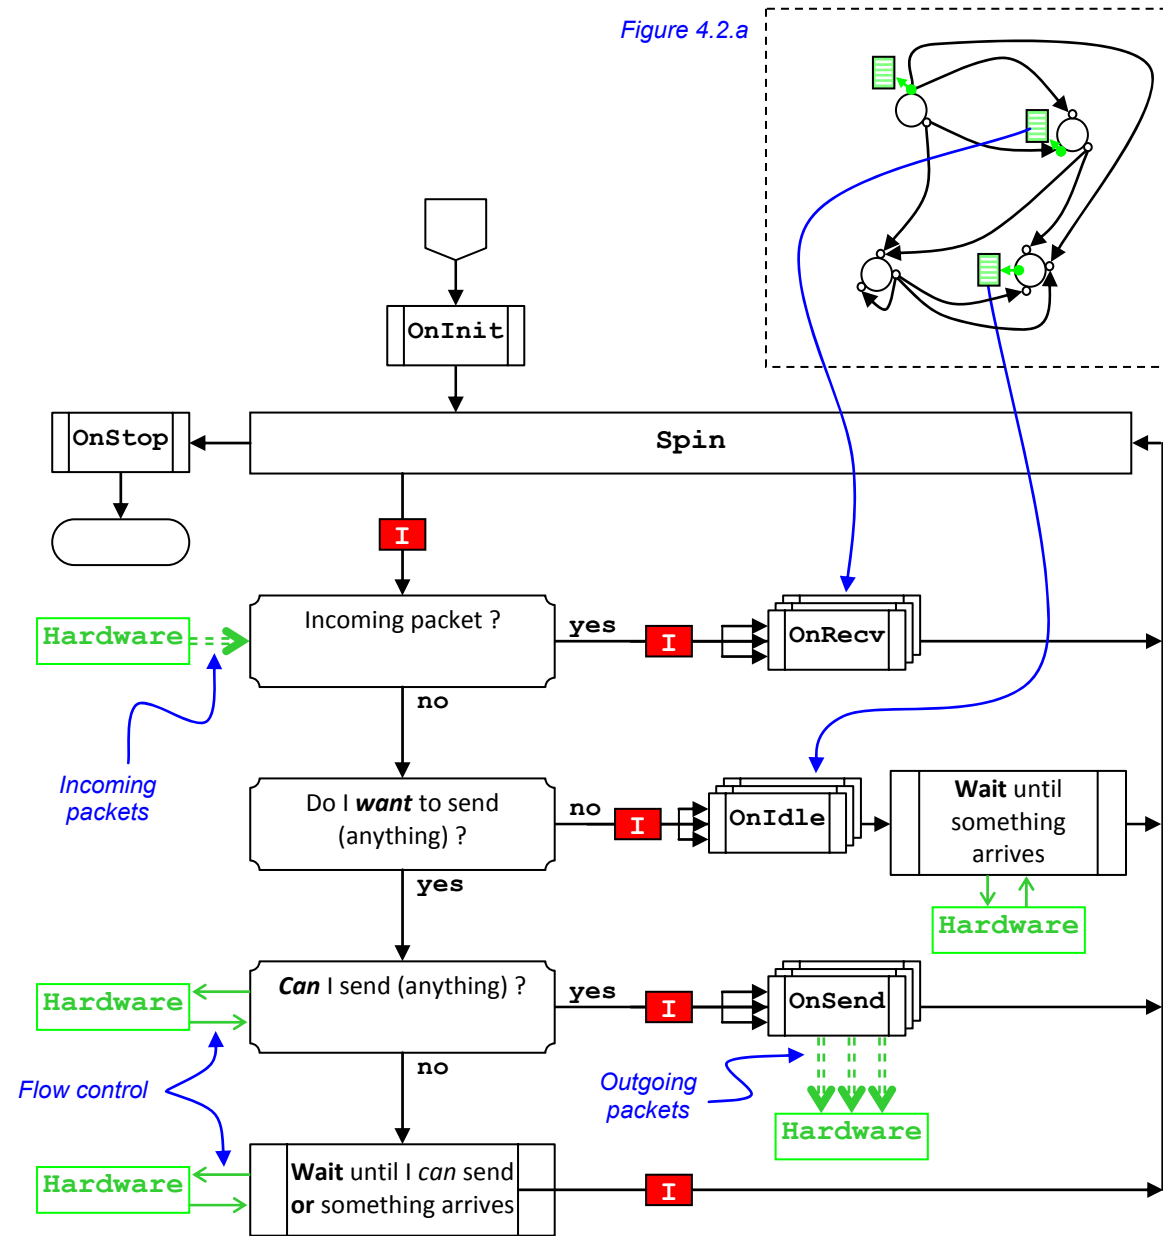 Figure 4.2.a
OnInit
OnStop
Spin
I
Hardware
Incoming packet ?
yes
I
OnRecv
no
Incoming
packets
Do I want to send
(anything) ?
no
I
OnIdle
Wait until
something
arrives
Hardware
yes
Hardware
Can I send (anything) ?
yes
I
OnSend
no
Flow control
Outgoing
packets
Hardware
Hardware
Wait until I can send
or something arrives
I